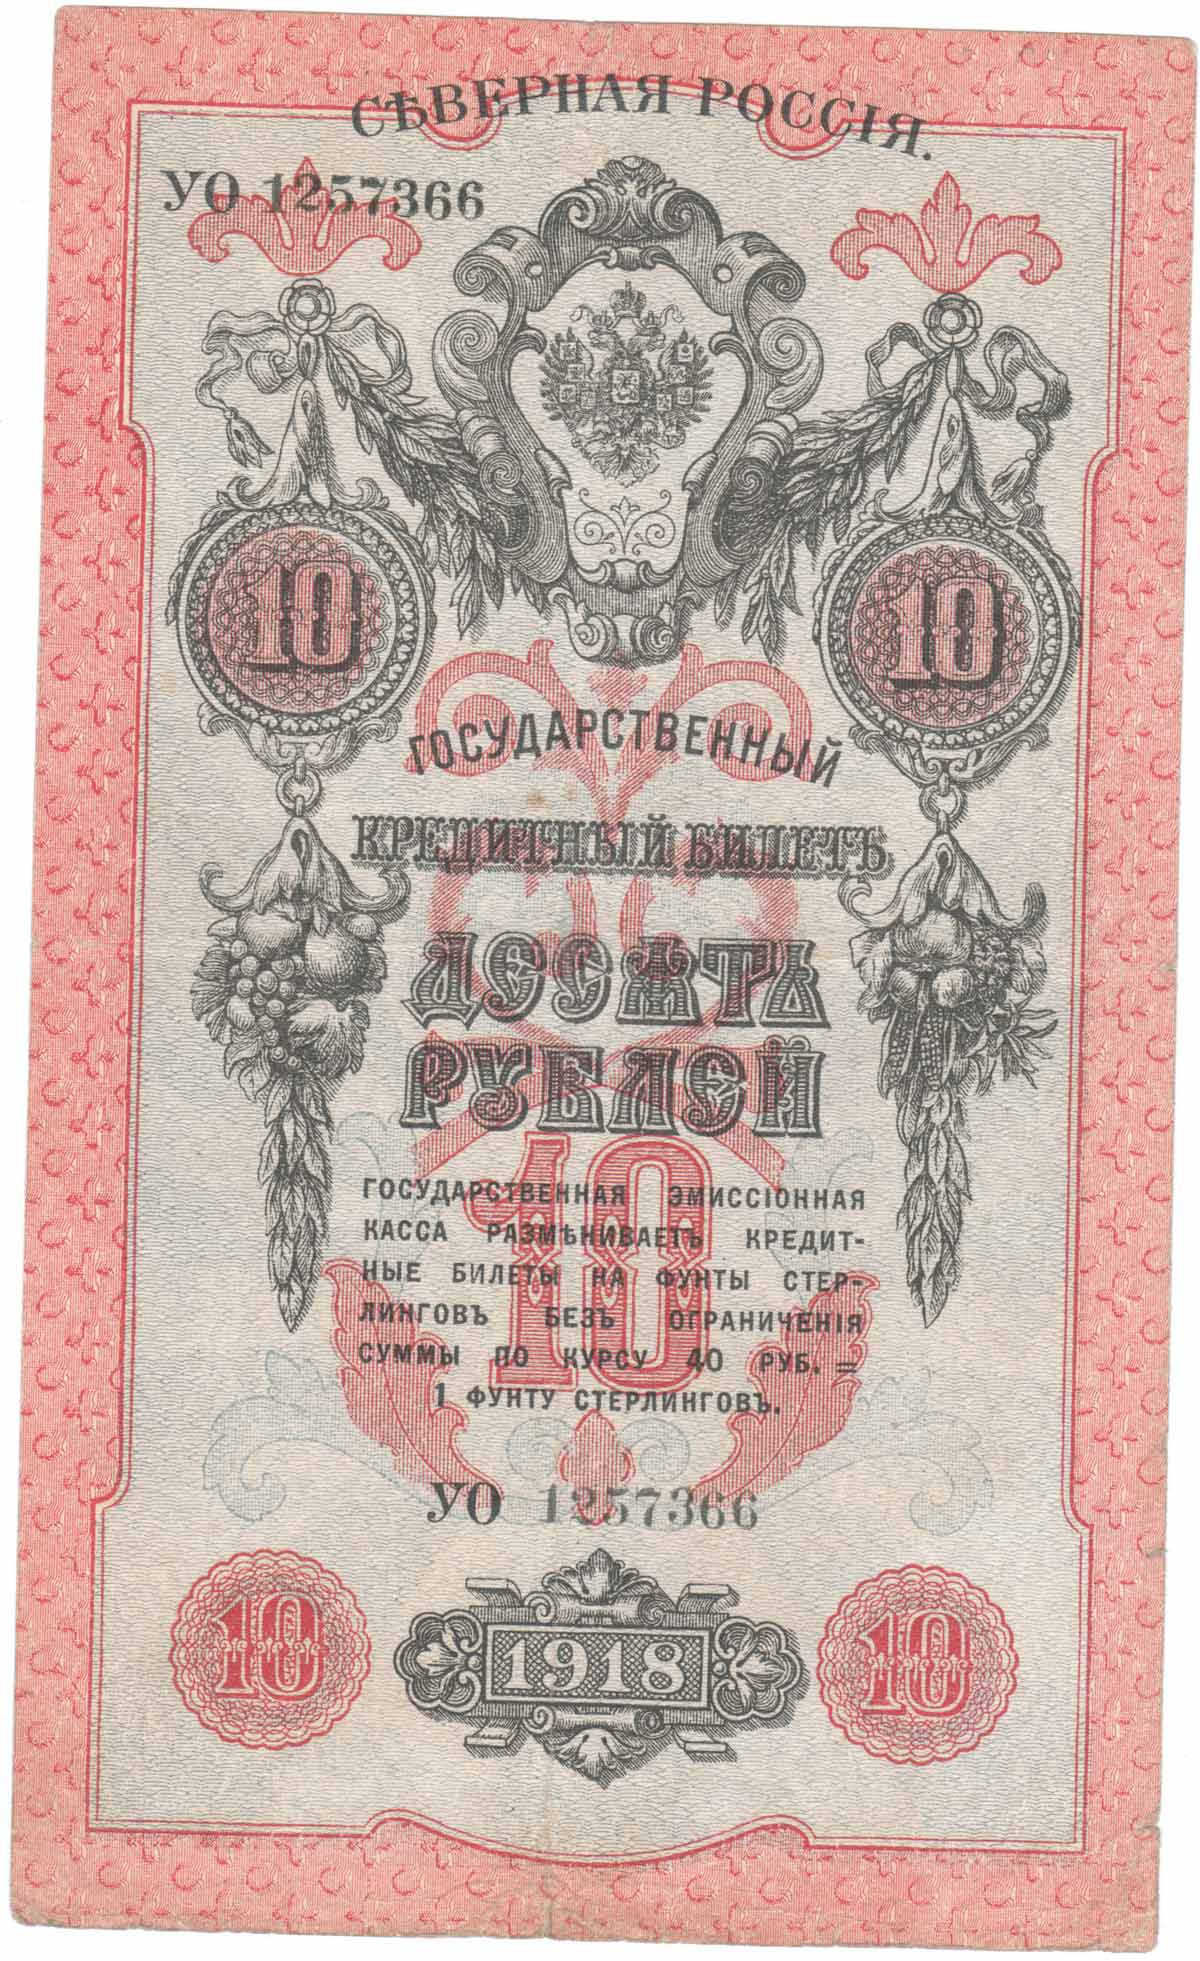 СѢВЕРНАЯ РОССІЯ.
УО 1257366
10 10
ГОСУДАРСТВЕННЫЙ
КРЕДИТНЫЙ БИЛЕТЪ
ДЕСѦТЬ
РУБЛЕЙ
10
ГОСУДАРСТВЕННАЯ ЭМИССІОННАЯ
КАССА РАЗМѢНИВАЕТЪ КРЕДИТ-
НЫЕ БИЛЕТЫ НА ФУНТЫ СТЕР-
ЛИНГОВЪ БЕЗЪ ОГРАНИЧЕНІЯ
СУММЫ ПО КУРСУ 40 РУБ. =
1 ФУНТУ СТЕРЛИНГОВЪ.
УО 1257366
10 1918 10